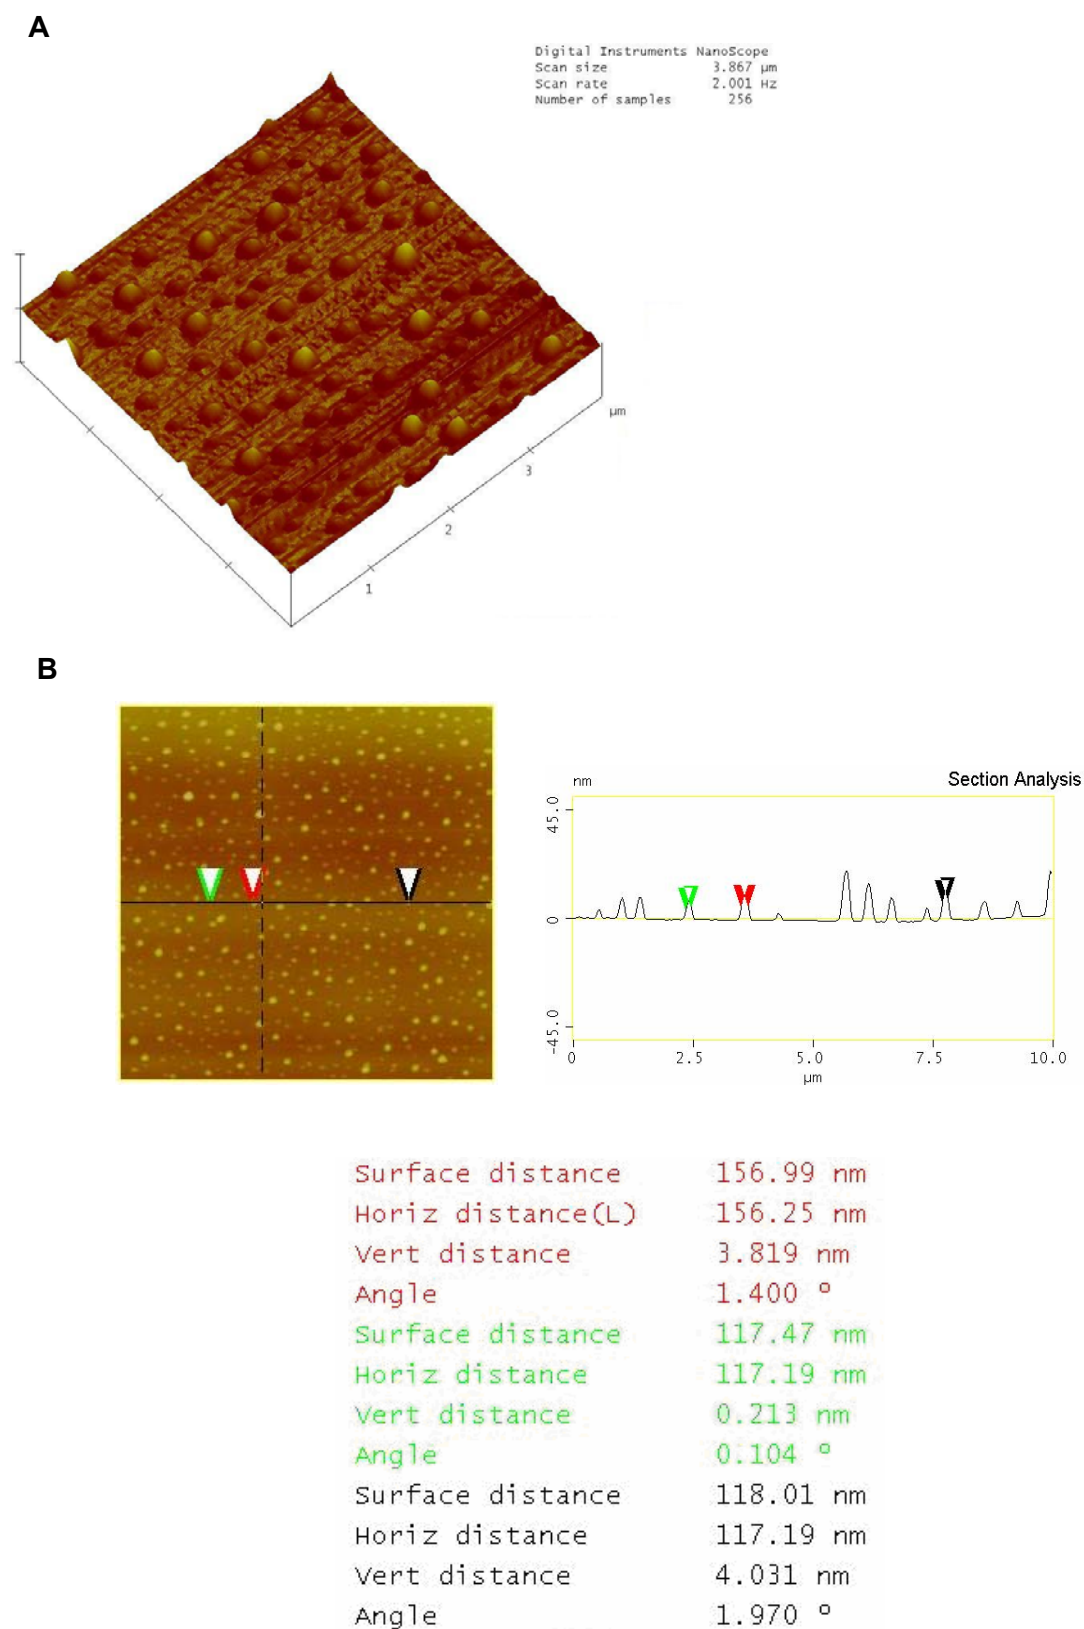 A
Digital Instruments NanoScope
Scan size 3.867 µm
Scan rate 2.001 Hz
Number of samples 256
µm
3
2
1
B
nm
Section Analysis
45.0
0
-45.0
0 2.5 5.0 7.5 10.0
µm
Surface distance 156.99 nm
Horiz distance(L) 156.25 nm
Vert distance 3.819 nm
Angle 1.400 º
Surface distance 117.47 nm
Horiz distance 117.19 nm
Vert distance 0.213 nm
Angle 0.104 º
Surface distance 118.01 nm
Horiz distance 117.19 nm
Vert distance 4.031 nm
Angle 1.970 º